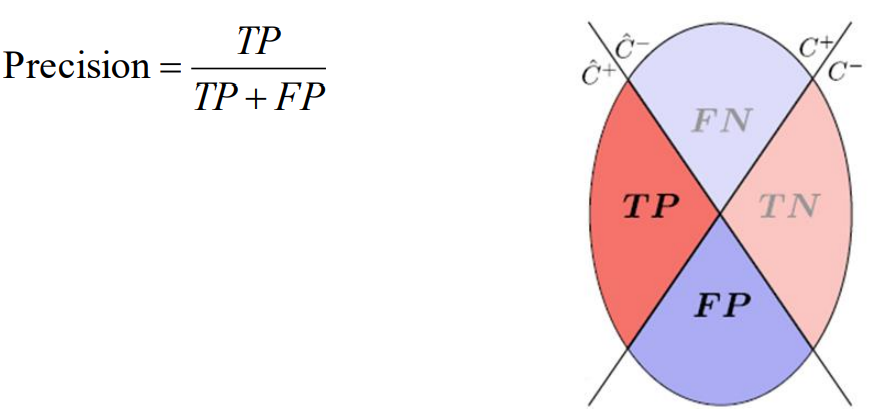 Precision = TP / TP + FP
Ĉ− C+
Ĉ+ C−
FN
TP TN
FP